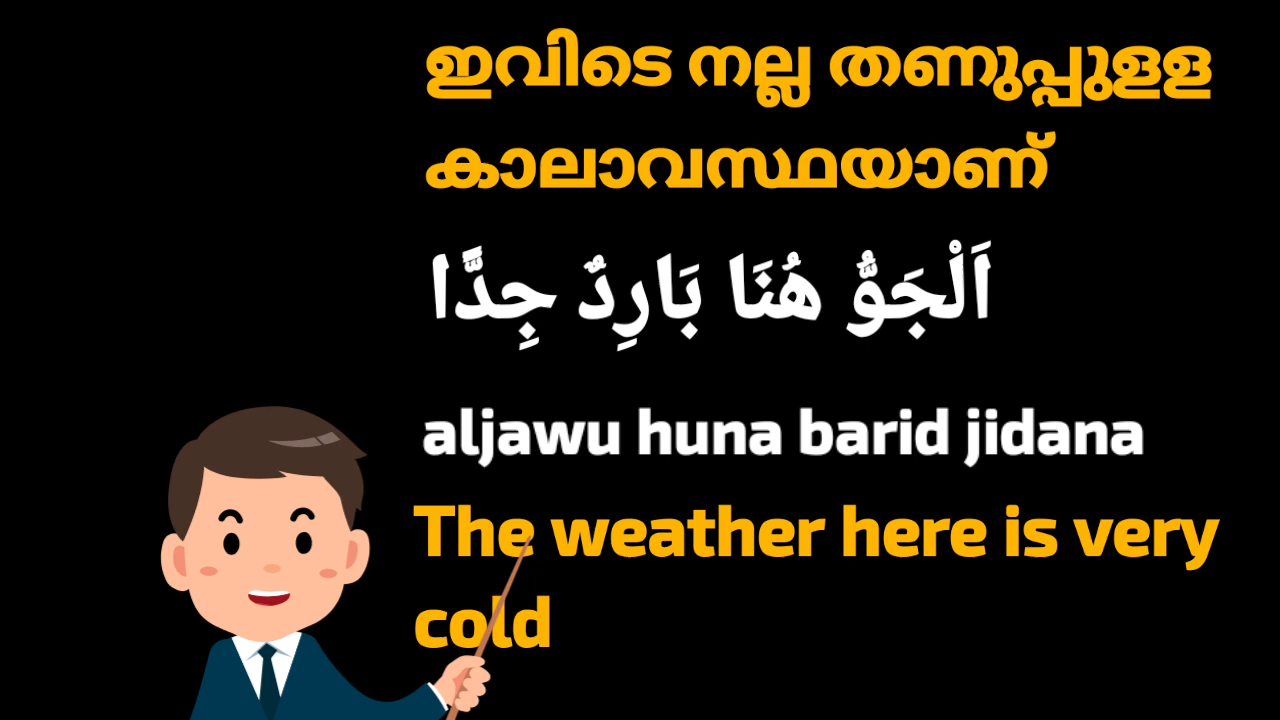 ഇവിടെ നല്ല തണുപ്പുളള
കാലാവസ്ഥയാണ്
اَلْجَوُّ هُنَا بَارِدٌ جِدًّا
aljawu huna barid jidana
The weather here is very
cold